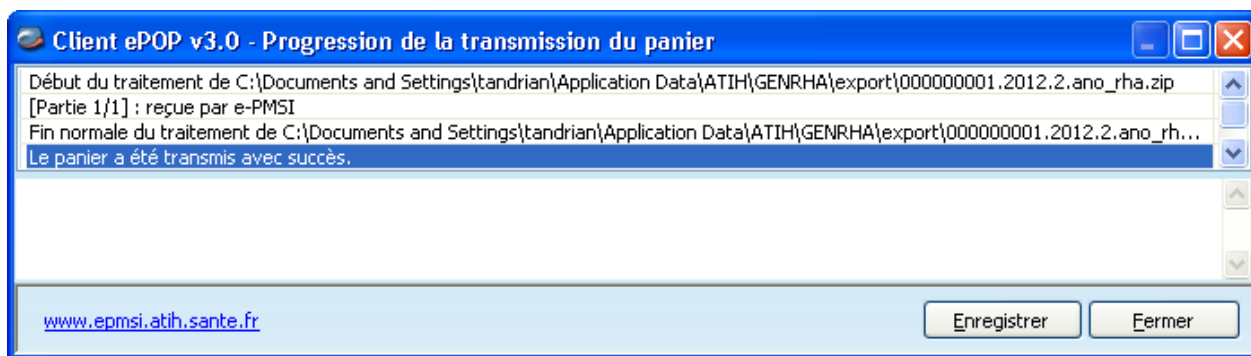 Client ePOP v3.0 - Progression de la transmission du panier
Début du traitement de C:\Documents and Settings\tandrian\Application Data\ATIH\GENRHA\export\000000001.2012.2.ano_rha.zip
[Partie 1/1] : reçue par e-PMSI
Fin normale du traitement de C:\Documents and Settings\tandrian\Application Data\ATIH\GENRHA\export\000000001.2012.2.ano_rh...
Le panier a été transmis avec succès.
www.epmsi.atih.sante.fr
Enregistrer
Fermer